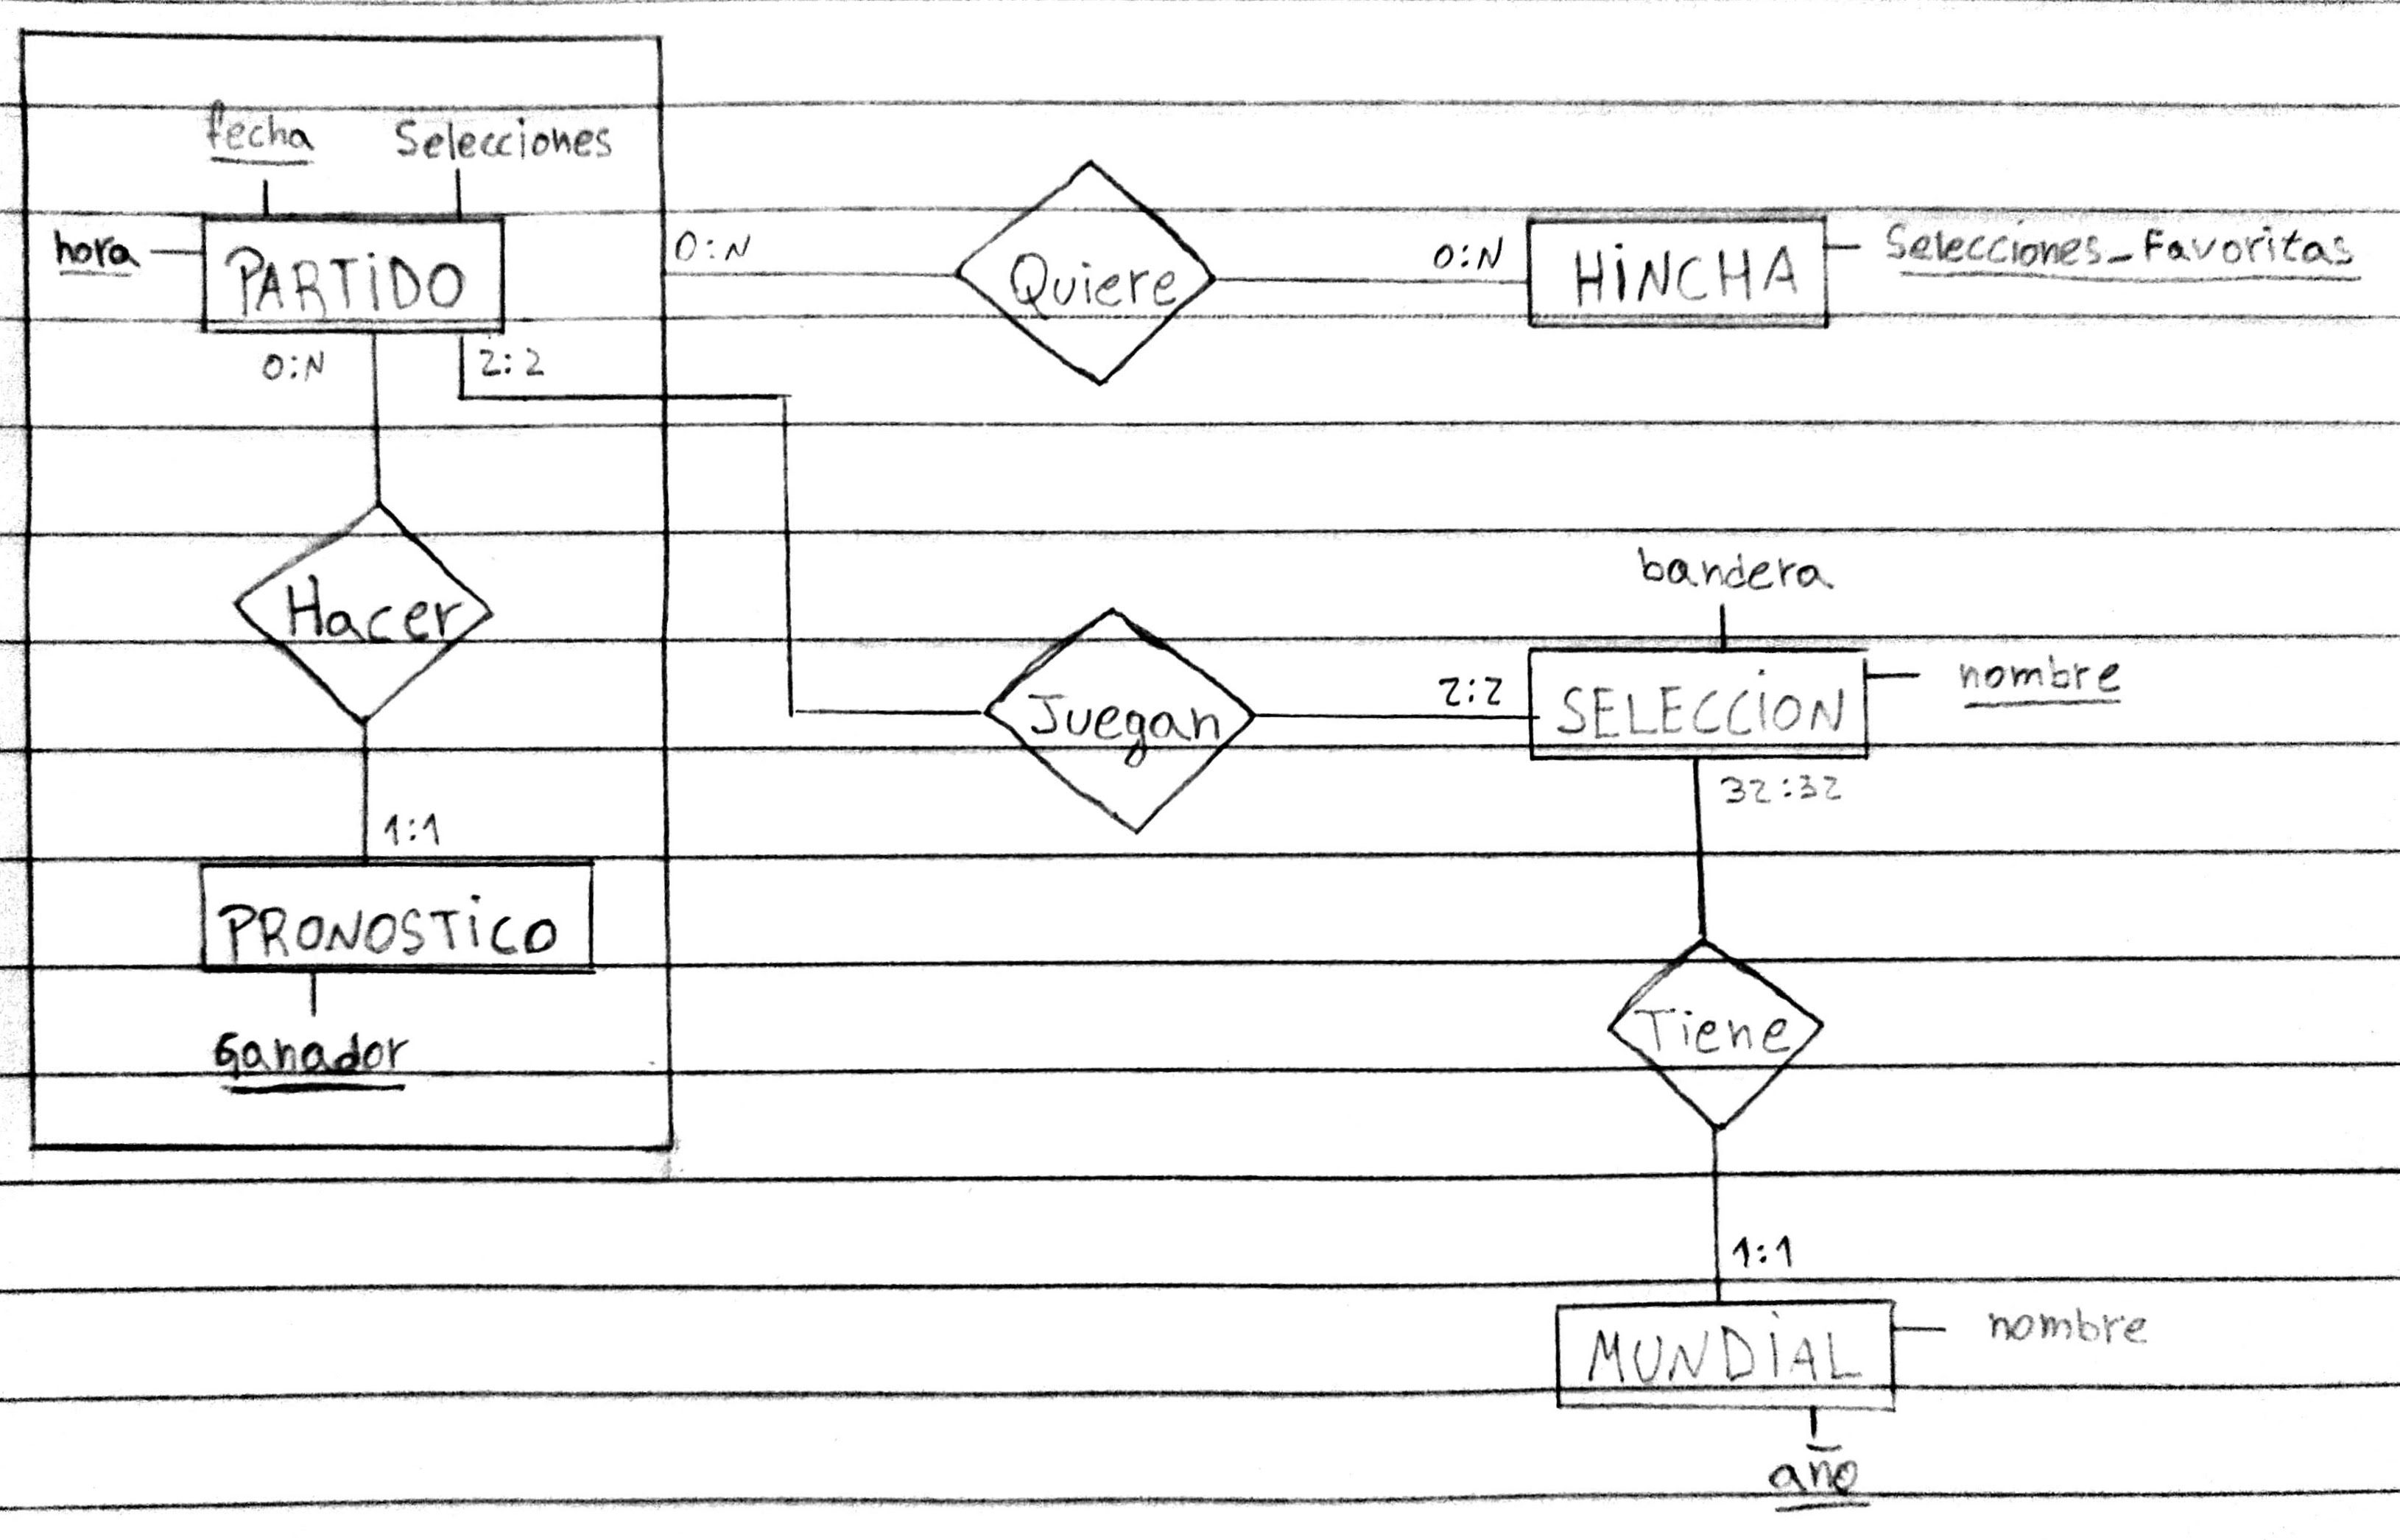 fecha
Selecciones
hora
PARTIDO
0:N
2:2
Hacer
1:1
PRONOSTICO
Ganador
0:N
Quiere
0:N
HINCHA
Selecciones_Favoritas
Juegan
2:2
bandera
SELECCION
nombre
32:32
Tiene
1:1
MUNDIAL
nombre
año